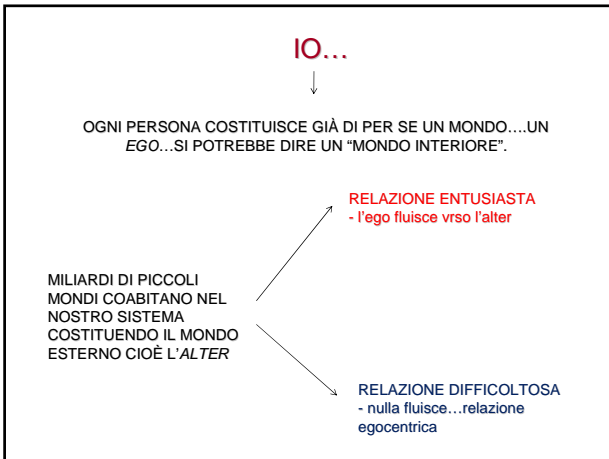 IO…
OGNI PERSONA COSTITUISCE GIÀ DI PER SE UN MONDO….UN
EGO…SI POTREBBE DIRE UN “MONDO INTERIORE”.
RELAZIONE ENTUSIASTA
- l’ego fluisce vrso l’alter
MILIARDI DI PICCOLI
MONDI COABITANO NEL
NOSTRO SISTEMA
COSTITUENDO IL MONDO
ESTERNO CIOÈ L’ALTER
RELAZIONE DIFFICOLTOSA
- nulla fluisce…relazione
egocentrica